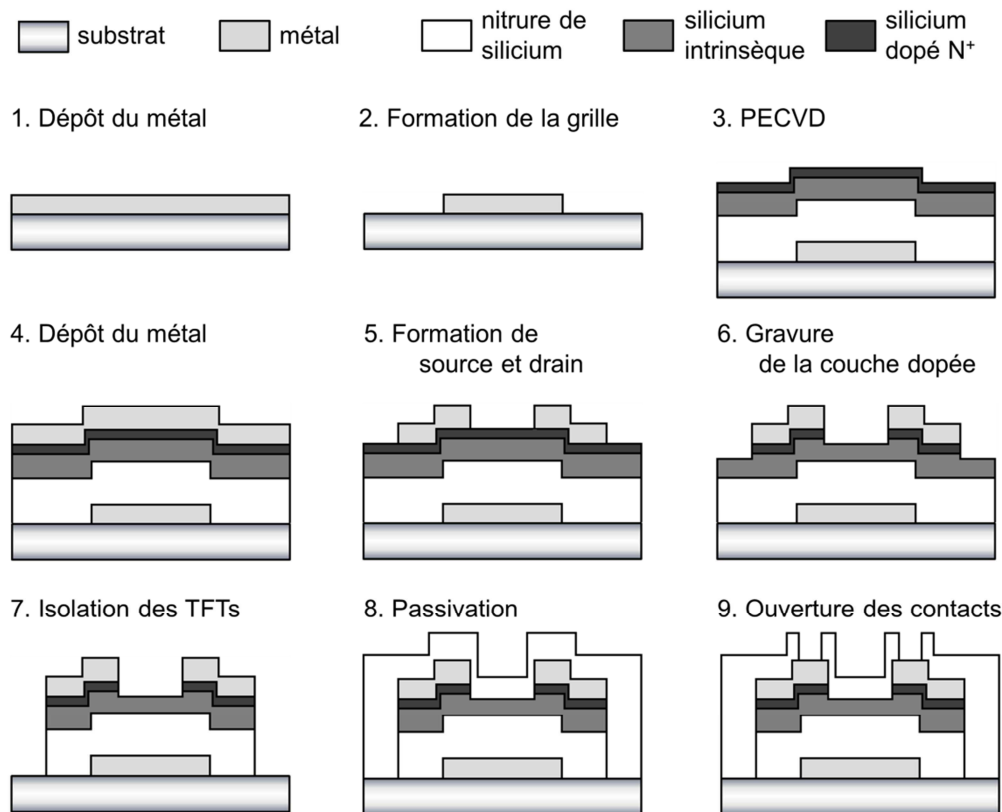 substrat
métal
nitrure de
silicium
silicium
intrinsèque
silicium
dopé N⁺
1. Dépôt du métal
2. Formation de la grille
3. PECVD
4. Dépôt du métal
5. Formation de
source et drain
6. Gravure
de la couche dopée
7. Isolation des TFTs
8. Passivation
9. Ouverture des contacts